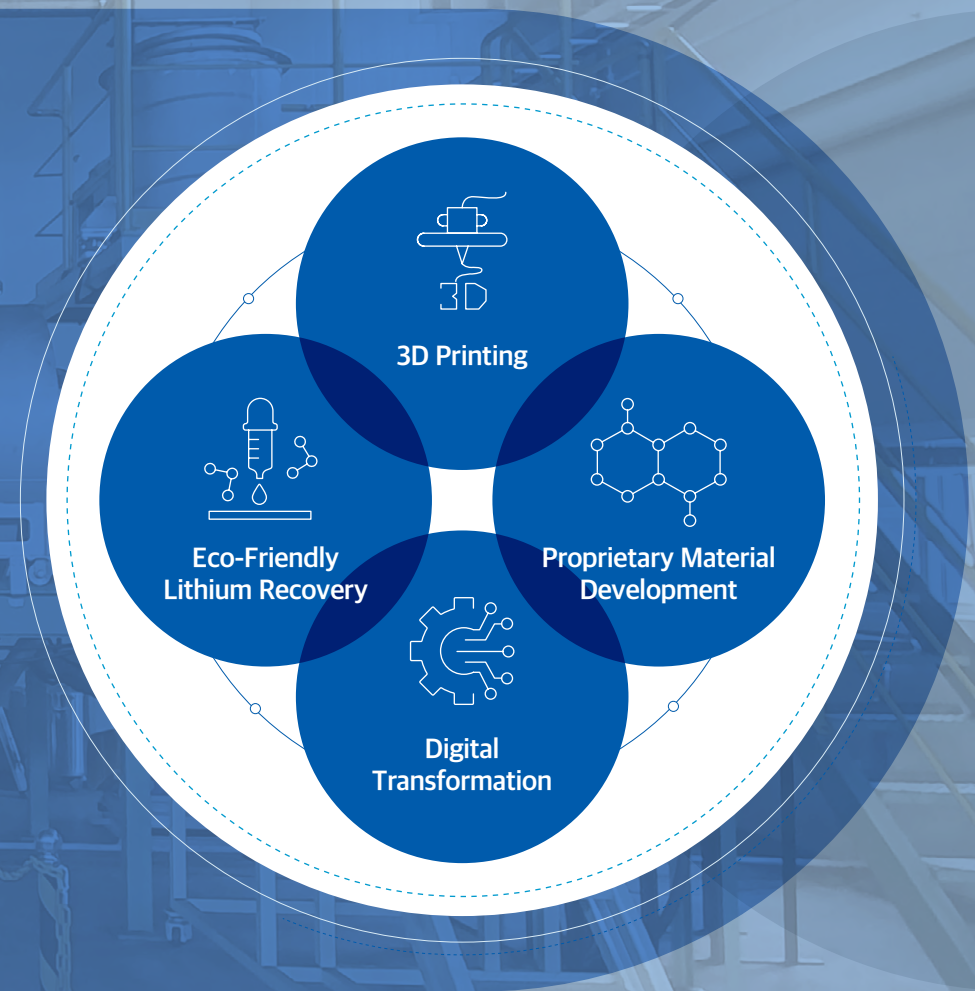 3D
3D Printing
Eco-Friendly
Lithium Recovery
Proprietary Material
Development
Digital
Transformation